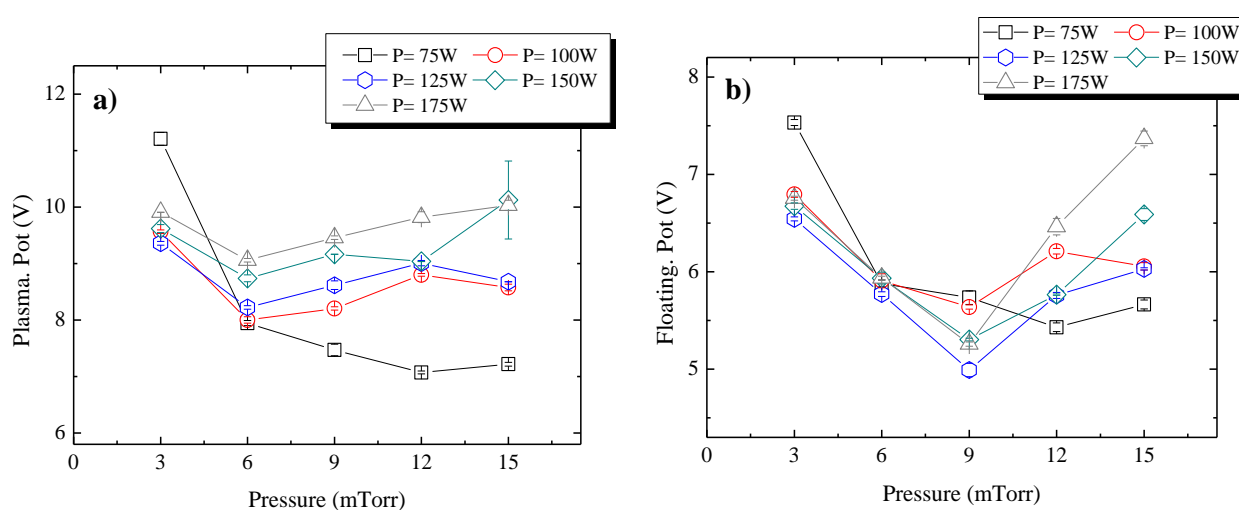 P= 75W P= 100W
P= 125W P= 150W
P= 175W
a)
12
10
8
6
Plasma. Pot (V)
0 3 6 9 12 15
Pressure (mTorr)
P= 75W P= 100W
P= 125W P= 150W
P= 175W
b)
8
7
6
5
Floating. Pot (V)
0 3 6 9 12 15
Pressure (mTorr)